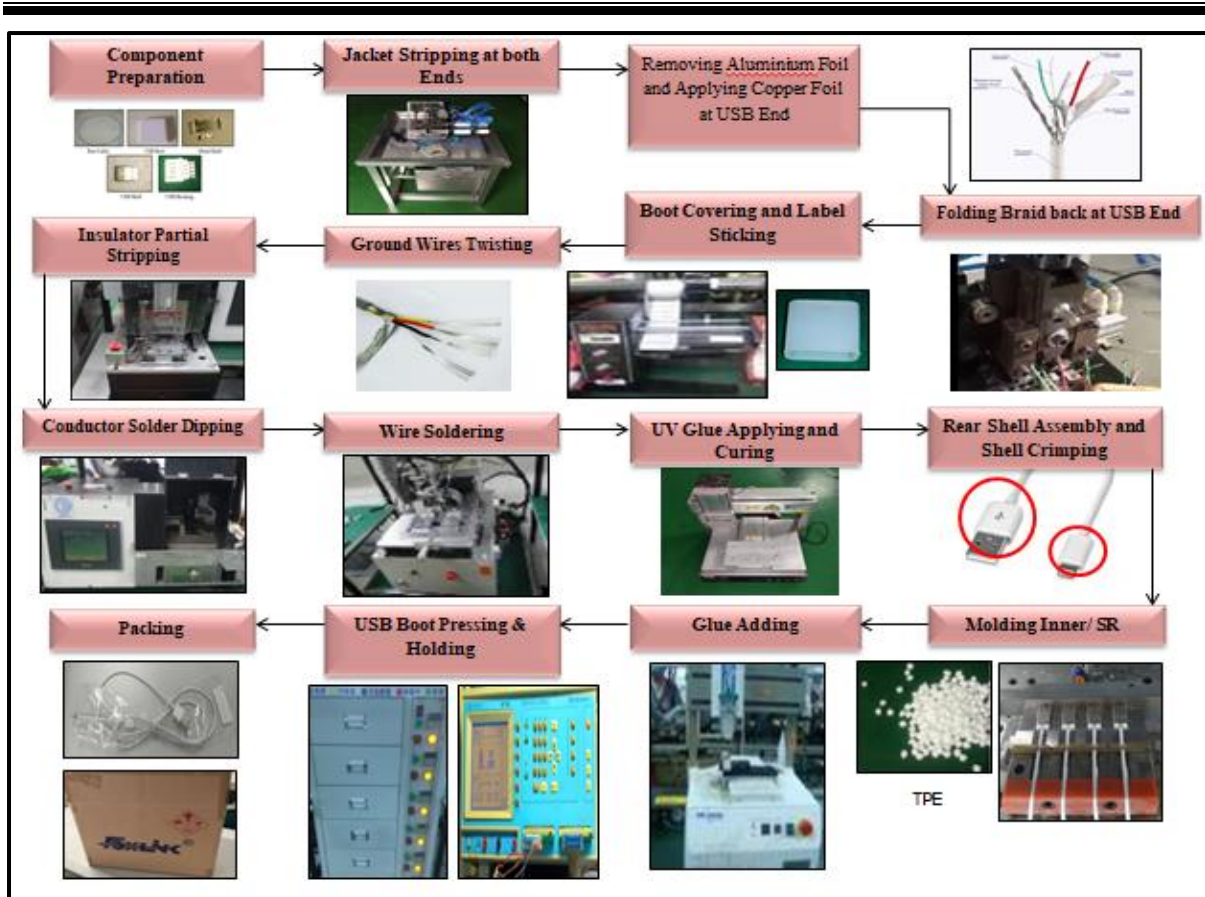 Component
Preparation
Jacket Stripping at both
Ends
Removing Aluminium Foil
and Applying Copper Foil
at USB End
Folding Braid back at USB End
Boot Covering and Label
Sticking
Ground Wires Twisting
Insulator Partial
Stripping
Conductor Solder Dipping
Wire Soldering
UV Glue Applying and
Curing
Rear Shell Assembly and
Shell Crimping
Molding Inner/ SR
TPE
Glue Adding
USB Boot Pressing &
Holding
Packing